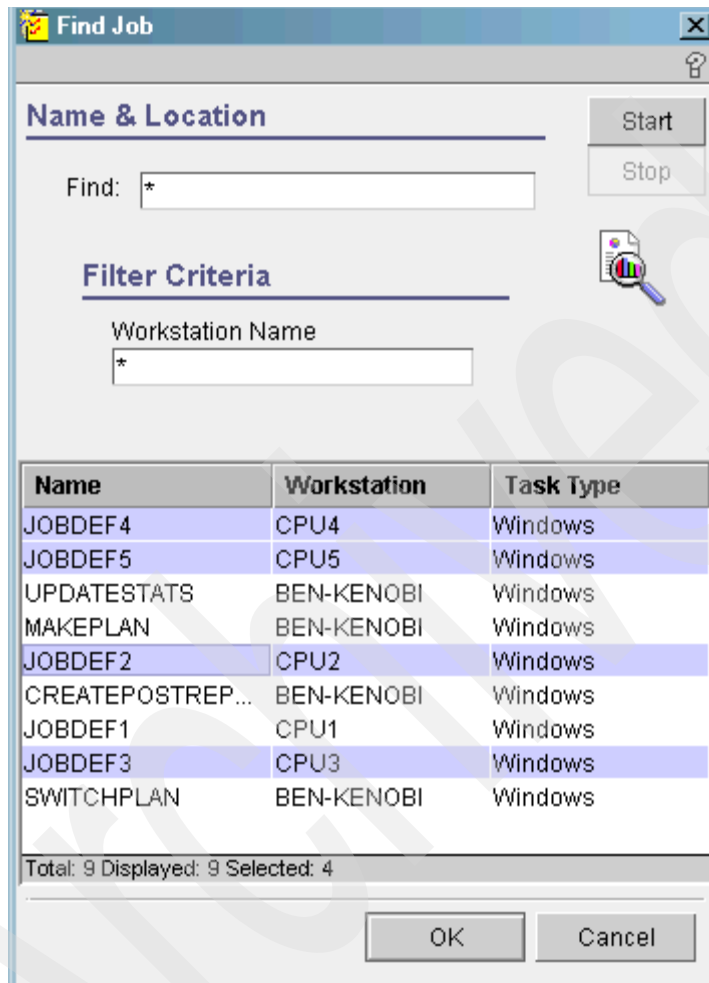 Find Job
Name & Location
Start
Find: *
Stop
Filter Criteria
Workstation Name
*
Name Workstation Task Type
JOBDEF4 CPU4 Windows
JOBDEF5 CPU5 Windows
UPDATESTATS BEN-KENOBI Windows
MAKEPLAN BEN-KENOBI Windows
JOBDEF2 CPU2 Windows
CREATEPOSTREP... BEN-KENOBI Windows
JOBDEF1 CPU1 Windows
JOBDEF3 CPU3 Windows
SWITCHPLAN BEN-KENOBI Windows
Total: 9 Displayed: 9 Selected: 4
OK Cancel